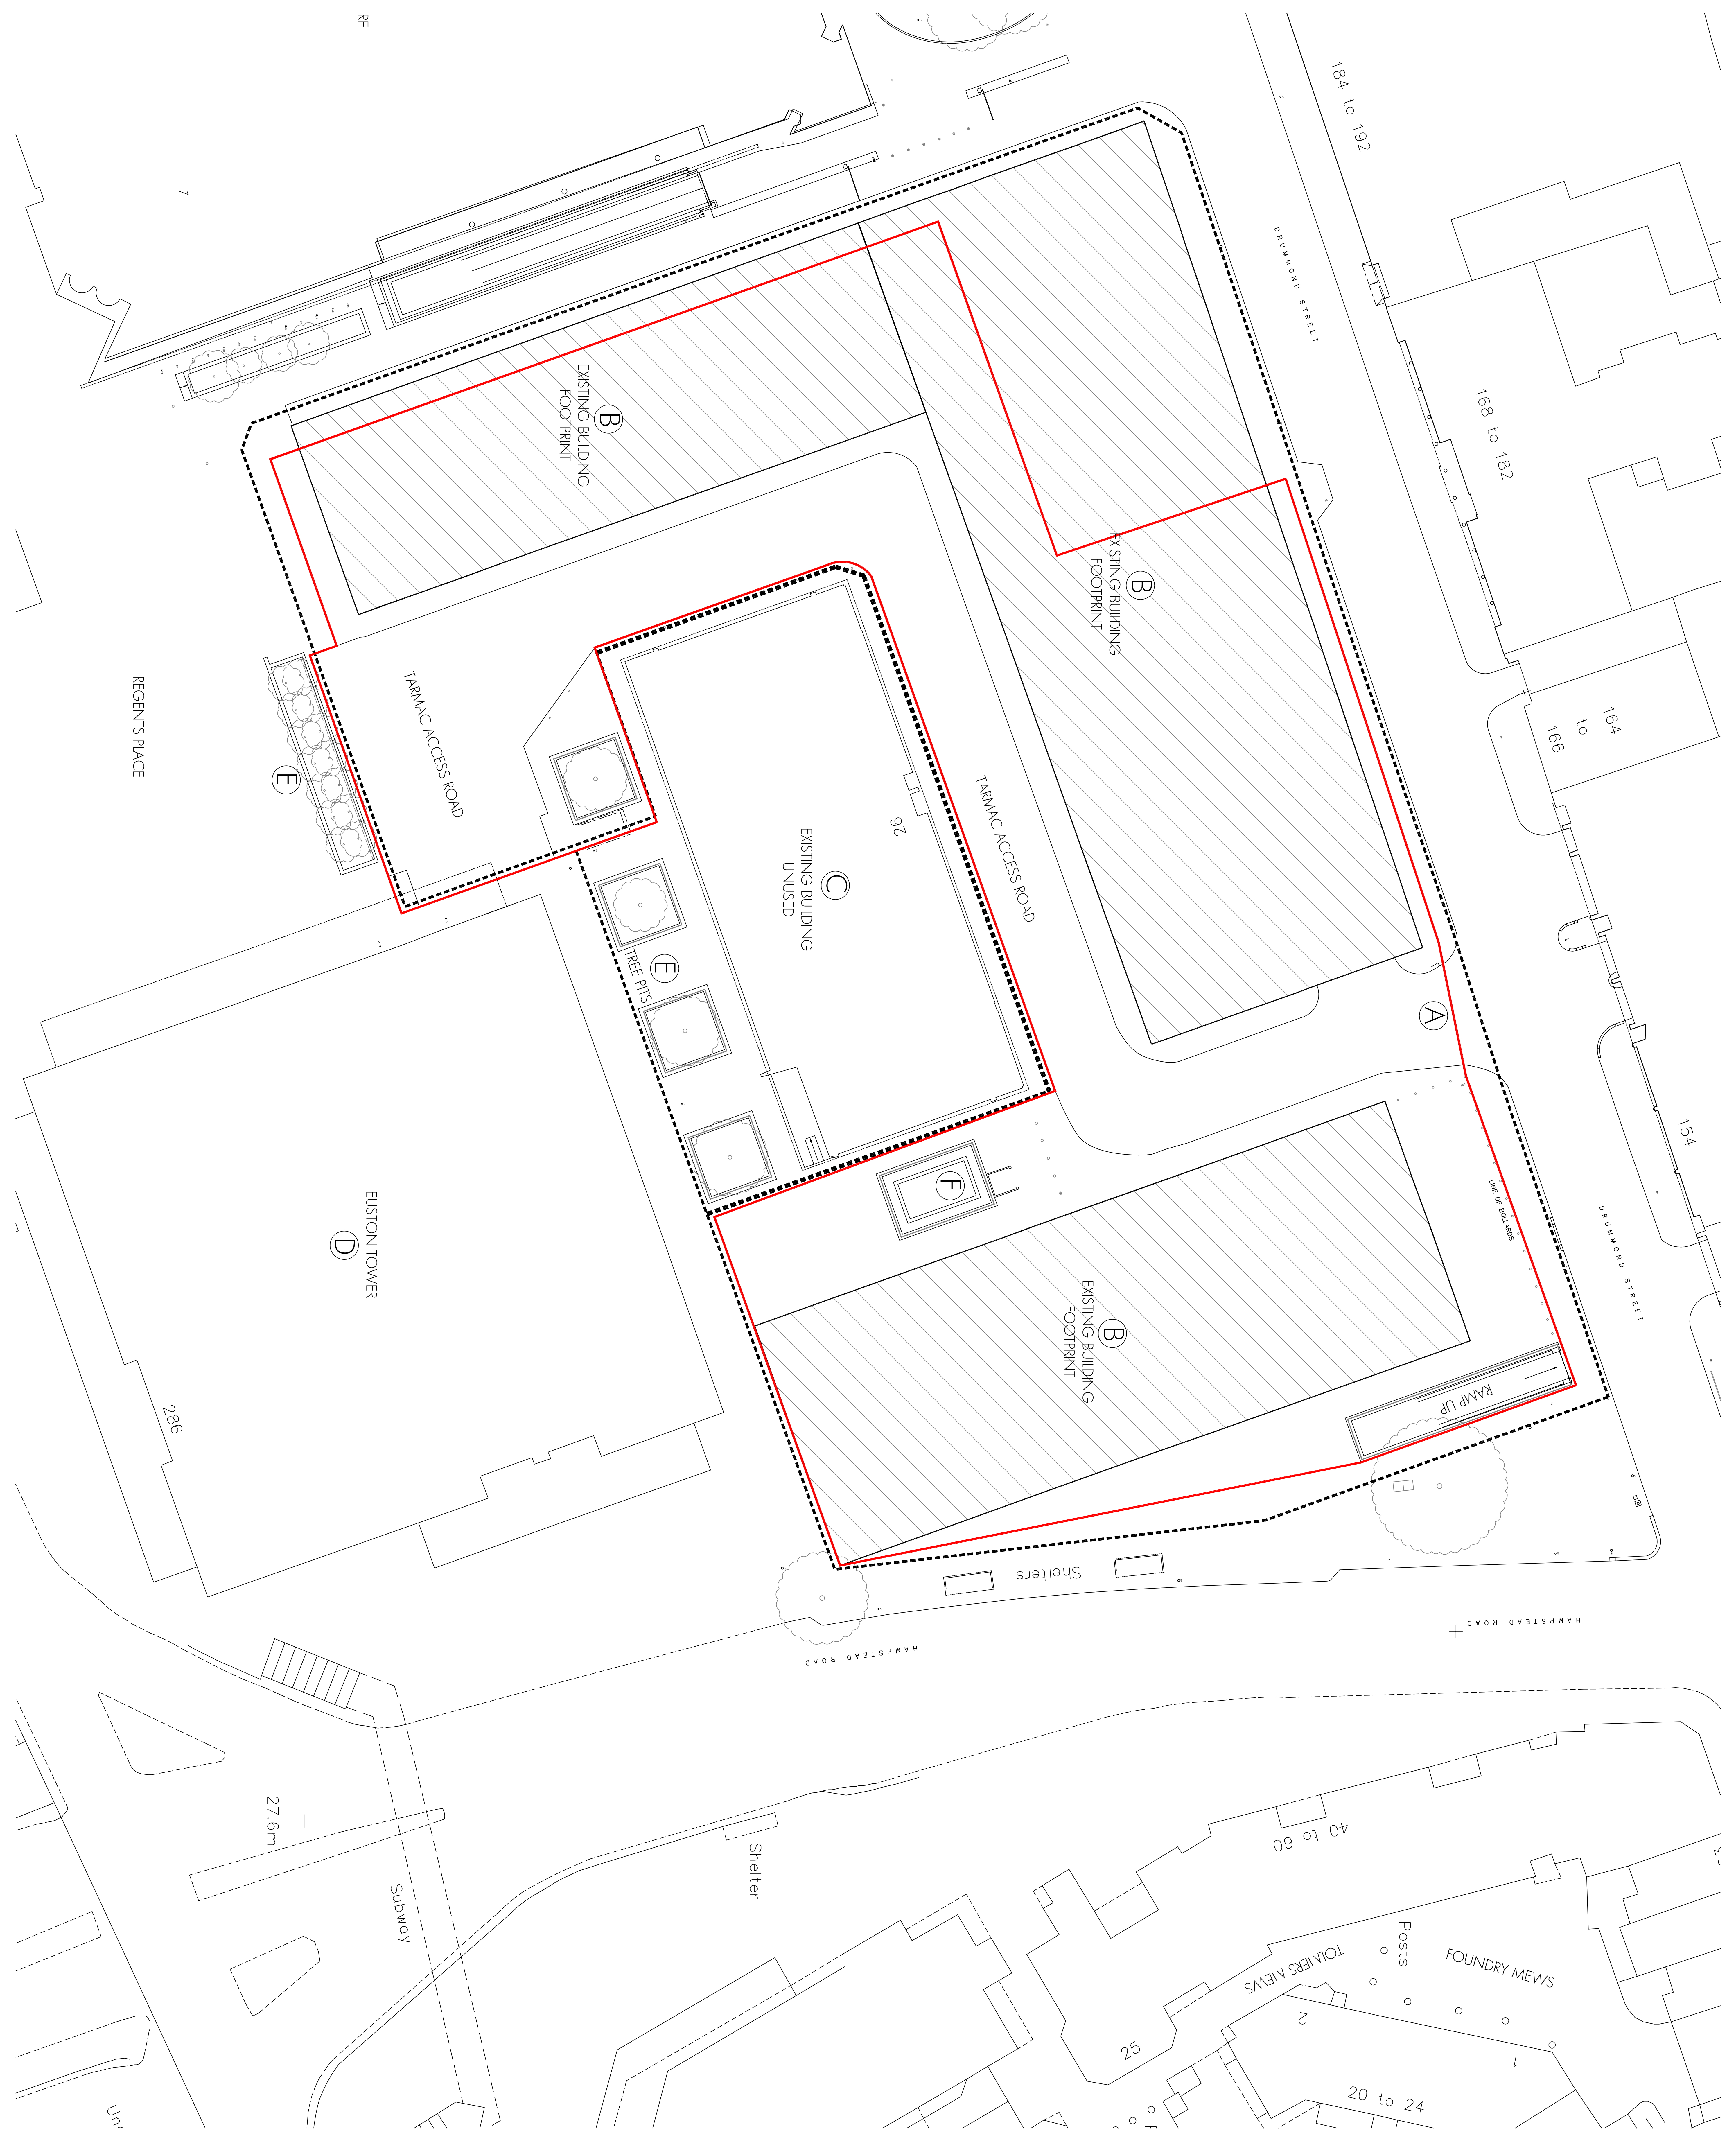 RE
184 to 192
7
DRUMMOND STREET
EXISTING BUILDING
FOOTPRINT
B
168 to 182
EXISTING BUILDING
FOOTPRINT
B
REGENTS PLACE
TARMAC ACCESS ROAD
E
164
to
166
TARMAC ACCESS ROAD
26
EXISTING BUILDING
UNUSED
C
TREE PITS
E
A
154
F
LINE OF BOLLARDS
DRUMMOND STREET
EUSTON TOWER
D
286
EXISTING BUILDING
FOOTPRINT
B
RAMP UP
Shelters
HAMPSTEAD ROAD
HAMPSTEAD ROAD
27.6m
Shelter
Subway
40 to 60
Posts
TOLMERS MEWS
FOUNDRY MEWS
2
1
25
20 to 24
Und